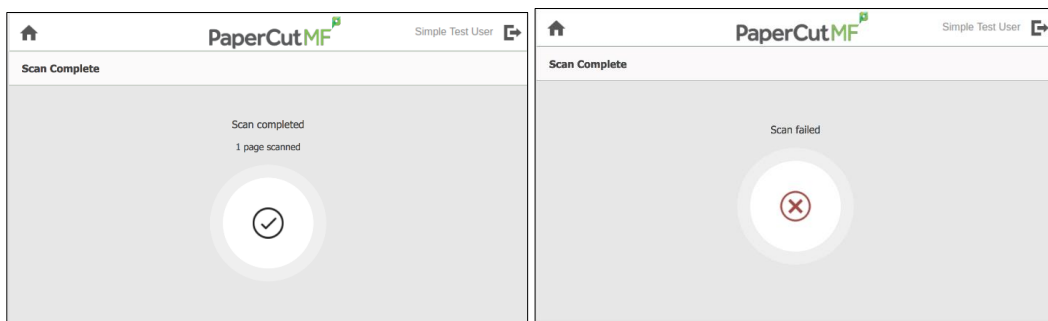 PaperCutMF
Simple Test User
Scan Complete
Scan completed
1 page scanned
PaperCutMF
Simple Test User
Scan Complete
Scan failed